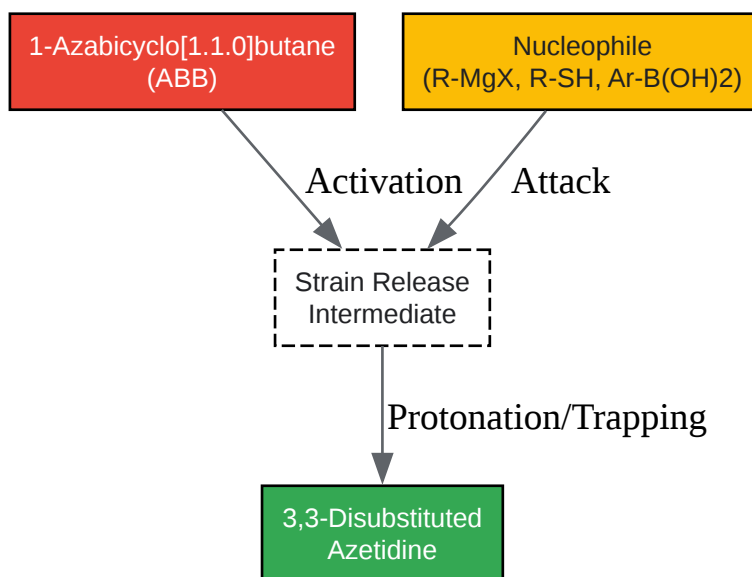 1-Azabicyclo[1.1.0]butane
(ABB)
Nucleophile
(R-MgX, R-SH, Ar-B(OH)2)
Activation
Attack
Strain Release
Intermediate
Protonation/Trapping
3,3-Disubstituted
Azetidine